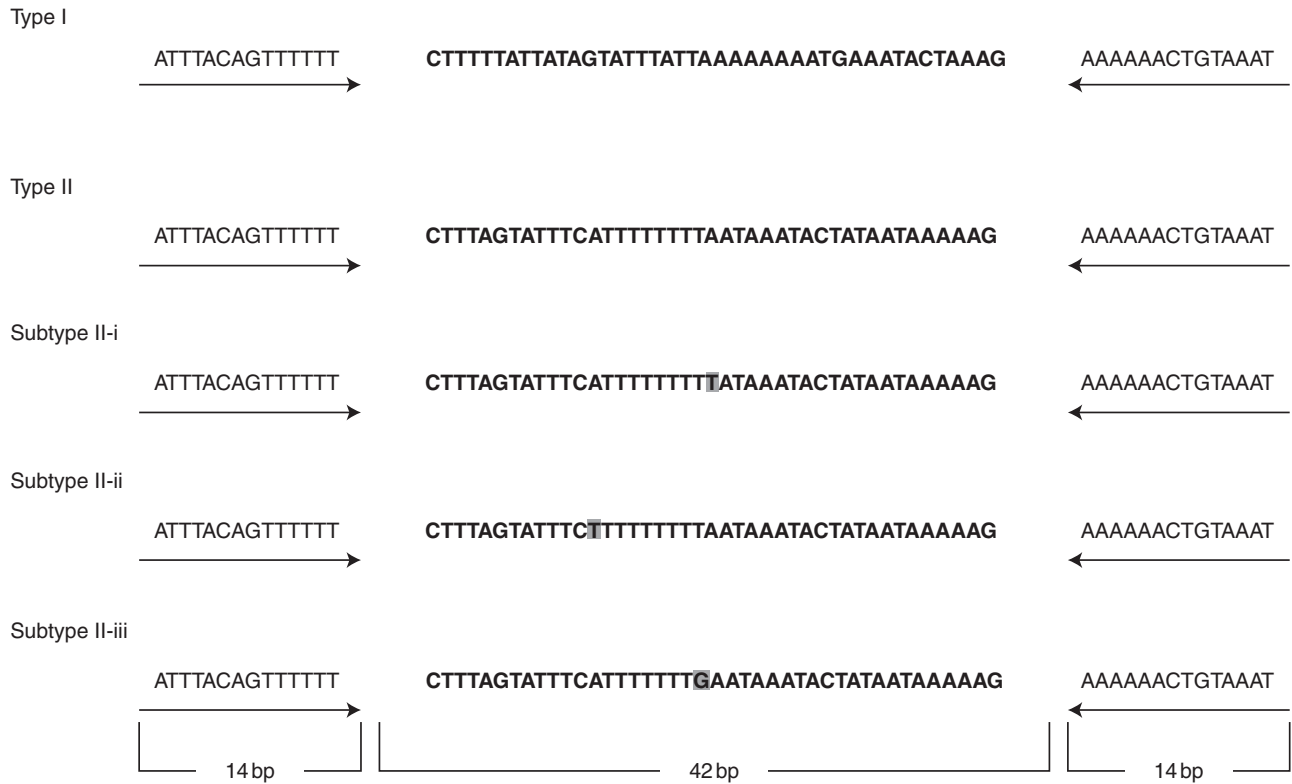 Type I
ATTTACAGTTTTTT CTTTTTATTATAGTATTTATTAAAAAAAATGAAATACTAAAG AAAAAACTGTAAAT
Type II
ATTTACAGTTTTTT CTTTAGTATTTCATTTTTTTTAATAAATACTATAATAAAAAG AAAAAACTGTAAAT
Subtype II-i
ATTTACAGTTTTTT CTTTAGTATTTCATTTTTTTTTATAAATACTATAATAAAAAG AAAAAACTGTAAAT
Subtype II-ii
ATTTACAGTTTTTT CTTTAGTATTTCTTTTTTTTTAATAAATACTATAATAAAAAG AAAAAACTGTAAAT
Subtype II-iii
ATTTACAGTTTTTT CTTTAGTATTTCATTTTTTTGAATAAATACTATAATAAAAAG AAAAAACTGTAAAT
14 bp 42 bp 14 bp